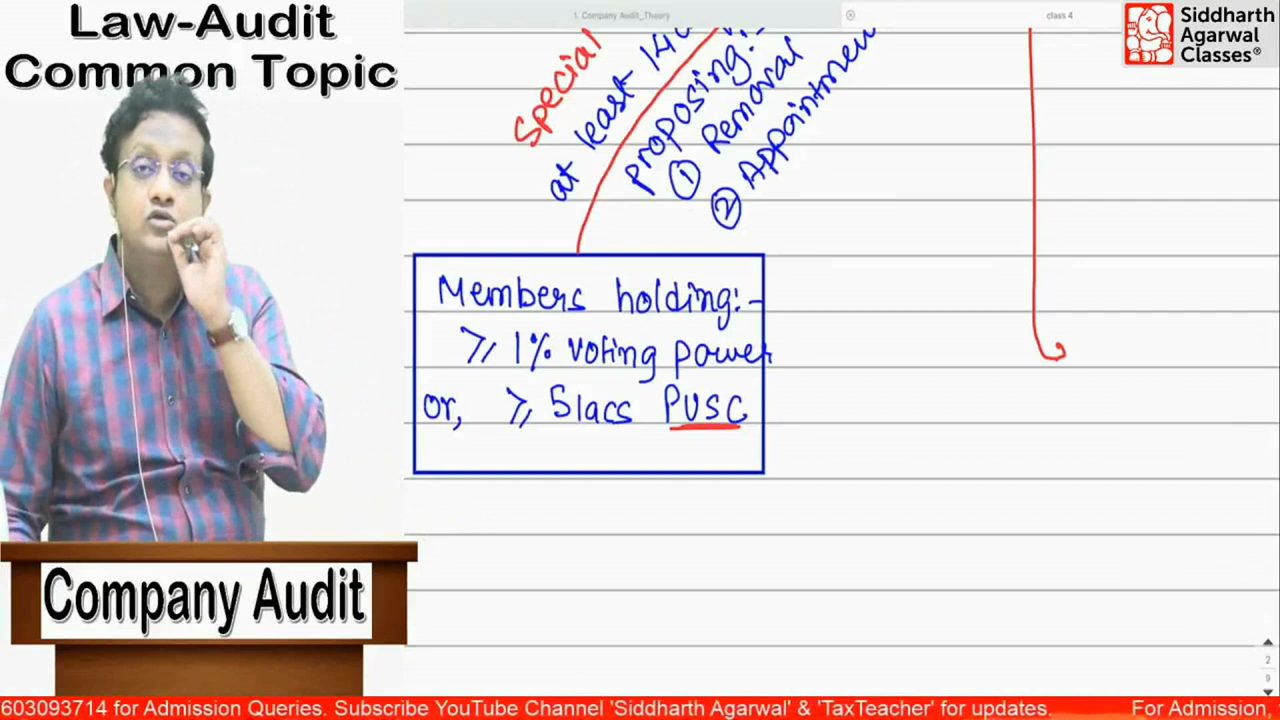 Law-Audit
Common Topic
1. Company Audit_Theory
class 4
Siddharth
Agarwal
Classes®
Special
at least 14
proposing:-
① Removal
② Appointmen
Members holding:-
≥ 1% voting power
or, ≥ 5lacs PUSC
Company Audit
2
9
603093714 for Admission Queries. Subscribe YouTube Channel 'Siddharth Agarwal' & 'TaxTeacher' for updates.
For Admission,